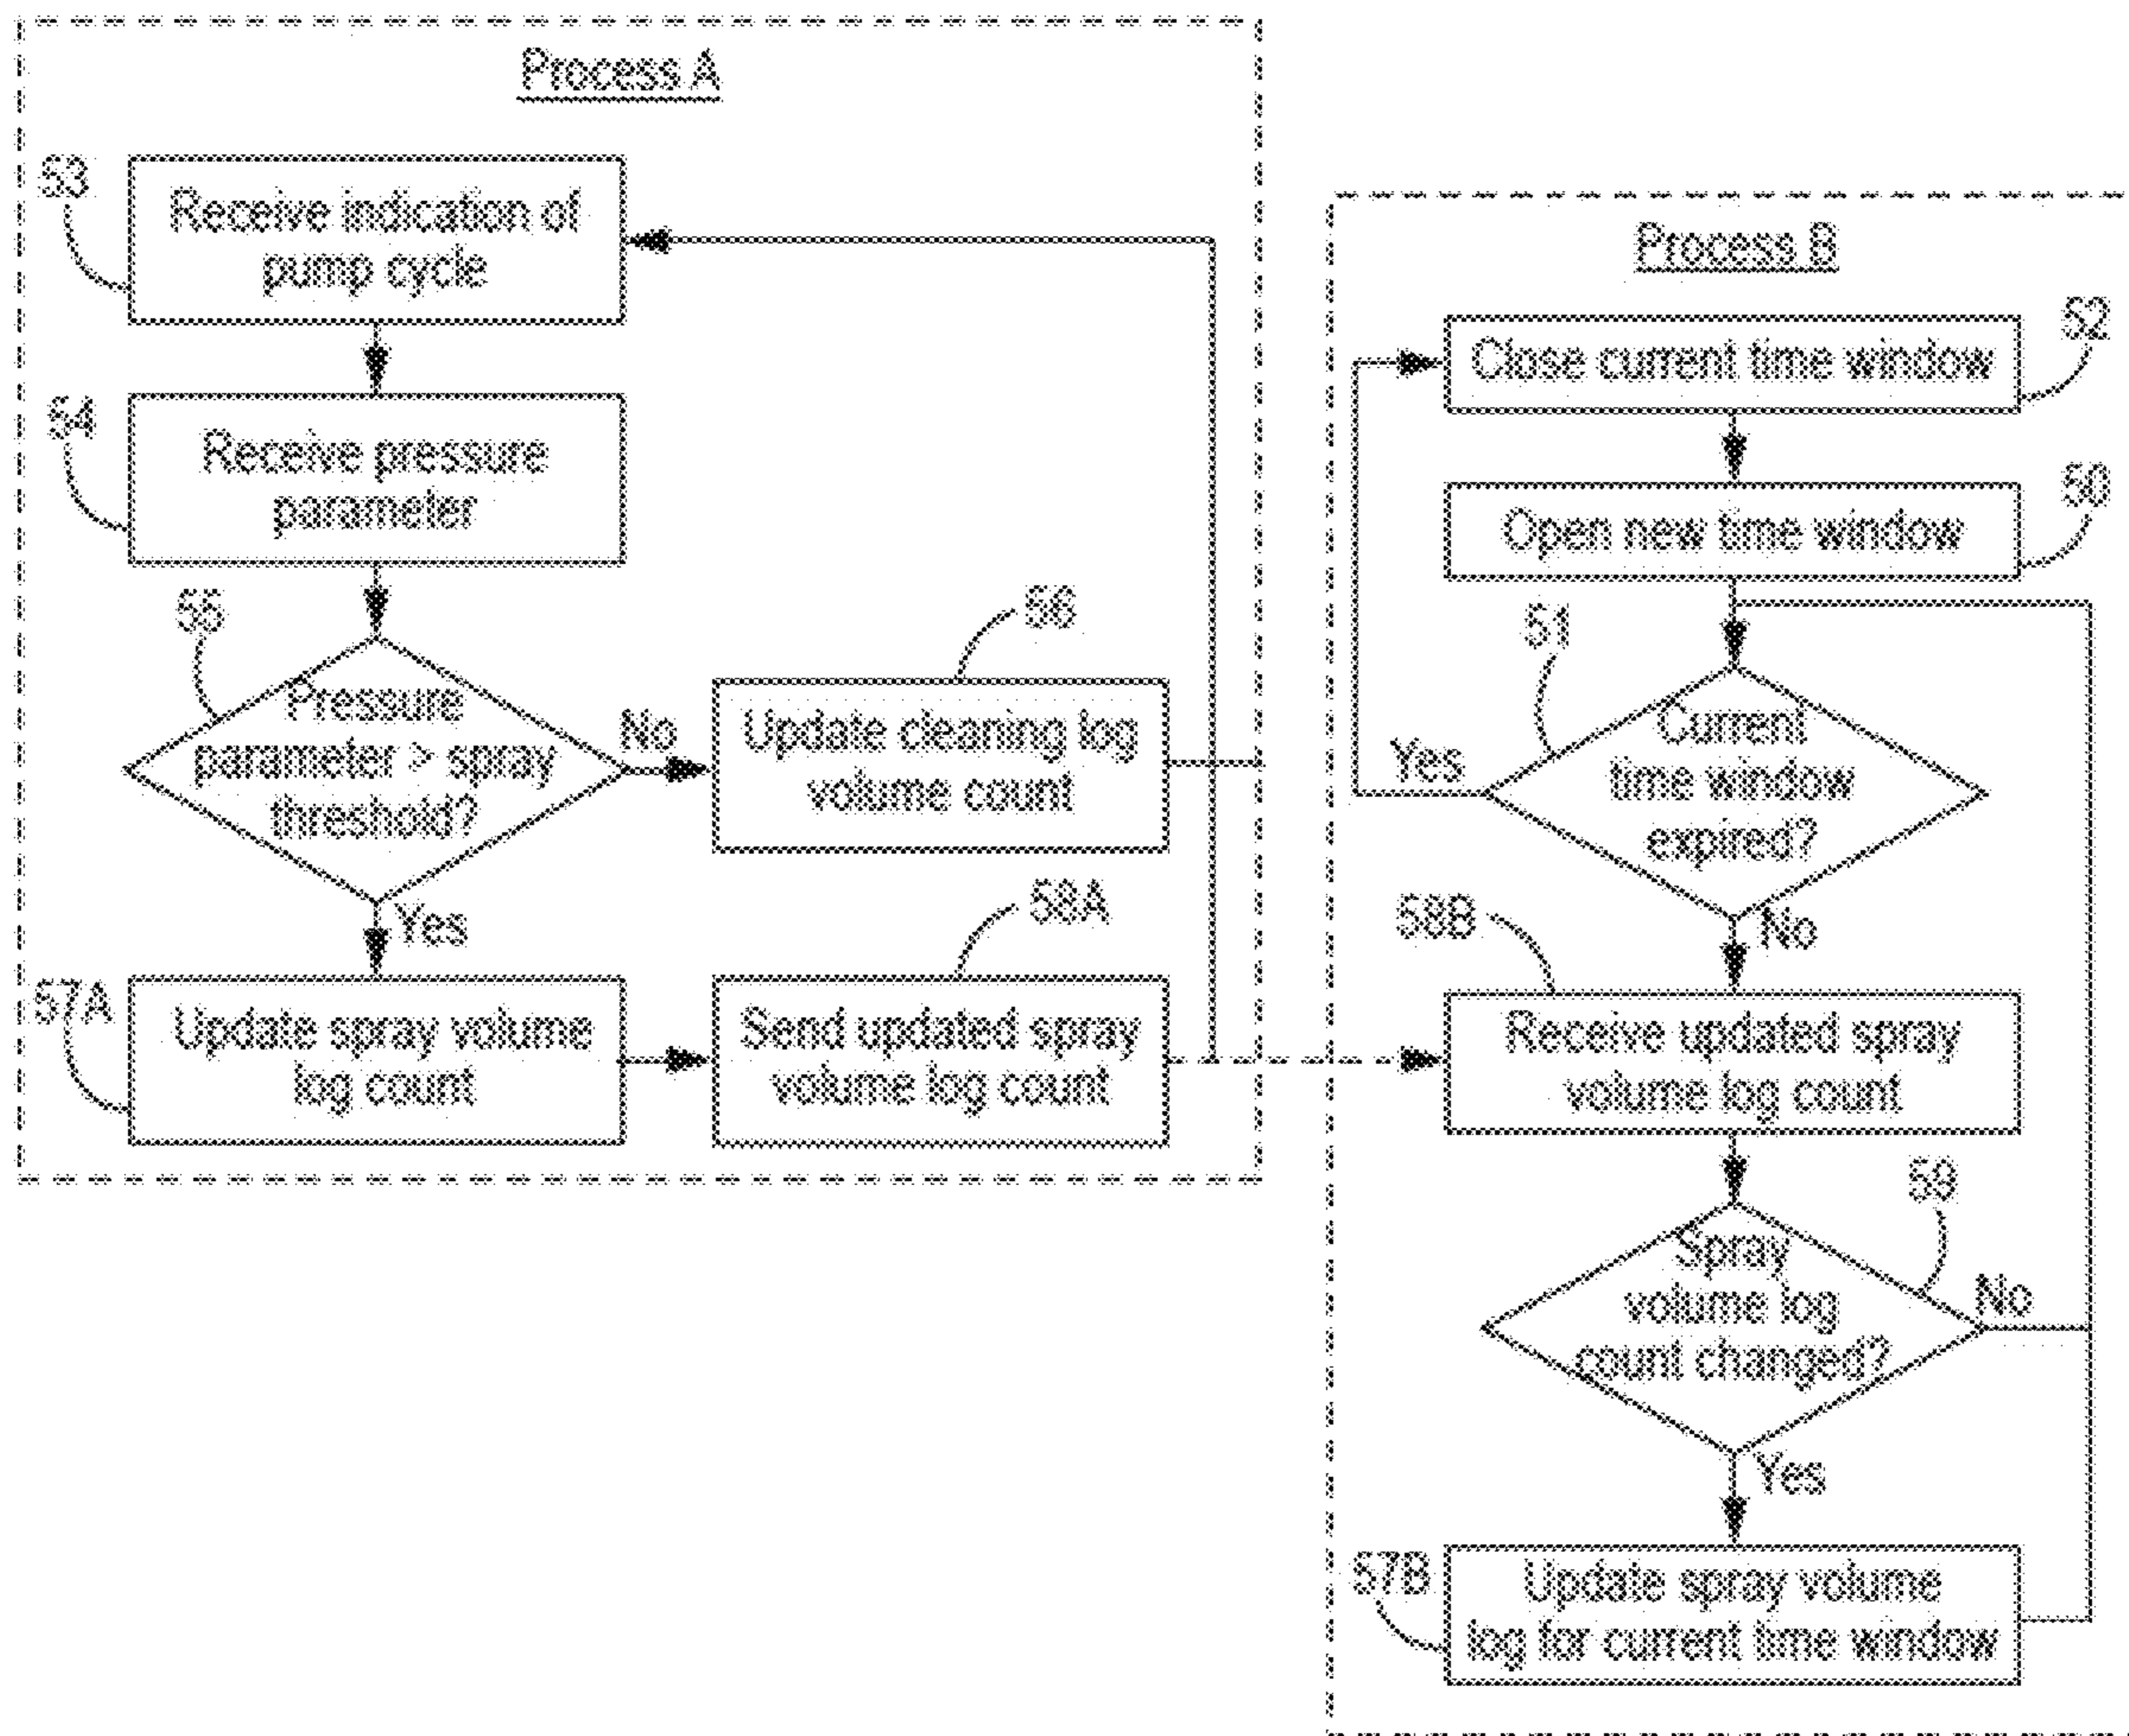 Process A
53
Receive indication of
pump cycle
54
Receive pressure
parameter
55
Pressure
parameter > spray
threshold?
No
56
Update cleaning log
volume count
Yes
57A
Update spray volume
log count
58A
Send updated spray
volume log count
Process B
52
Close current time window
50
Open new time window
51
Current
time window
expired?
Yes
No
58B
Receive updated spray
volume log count
59
Spray
volume log
count changed?
No
Yes
57B
Update spray volume
log for current time window